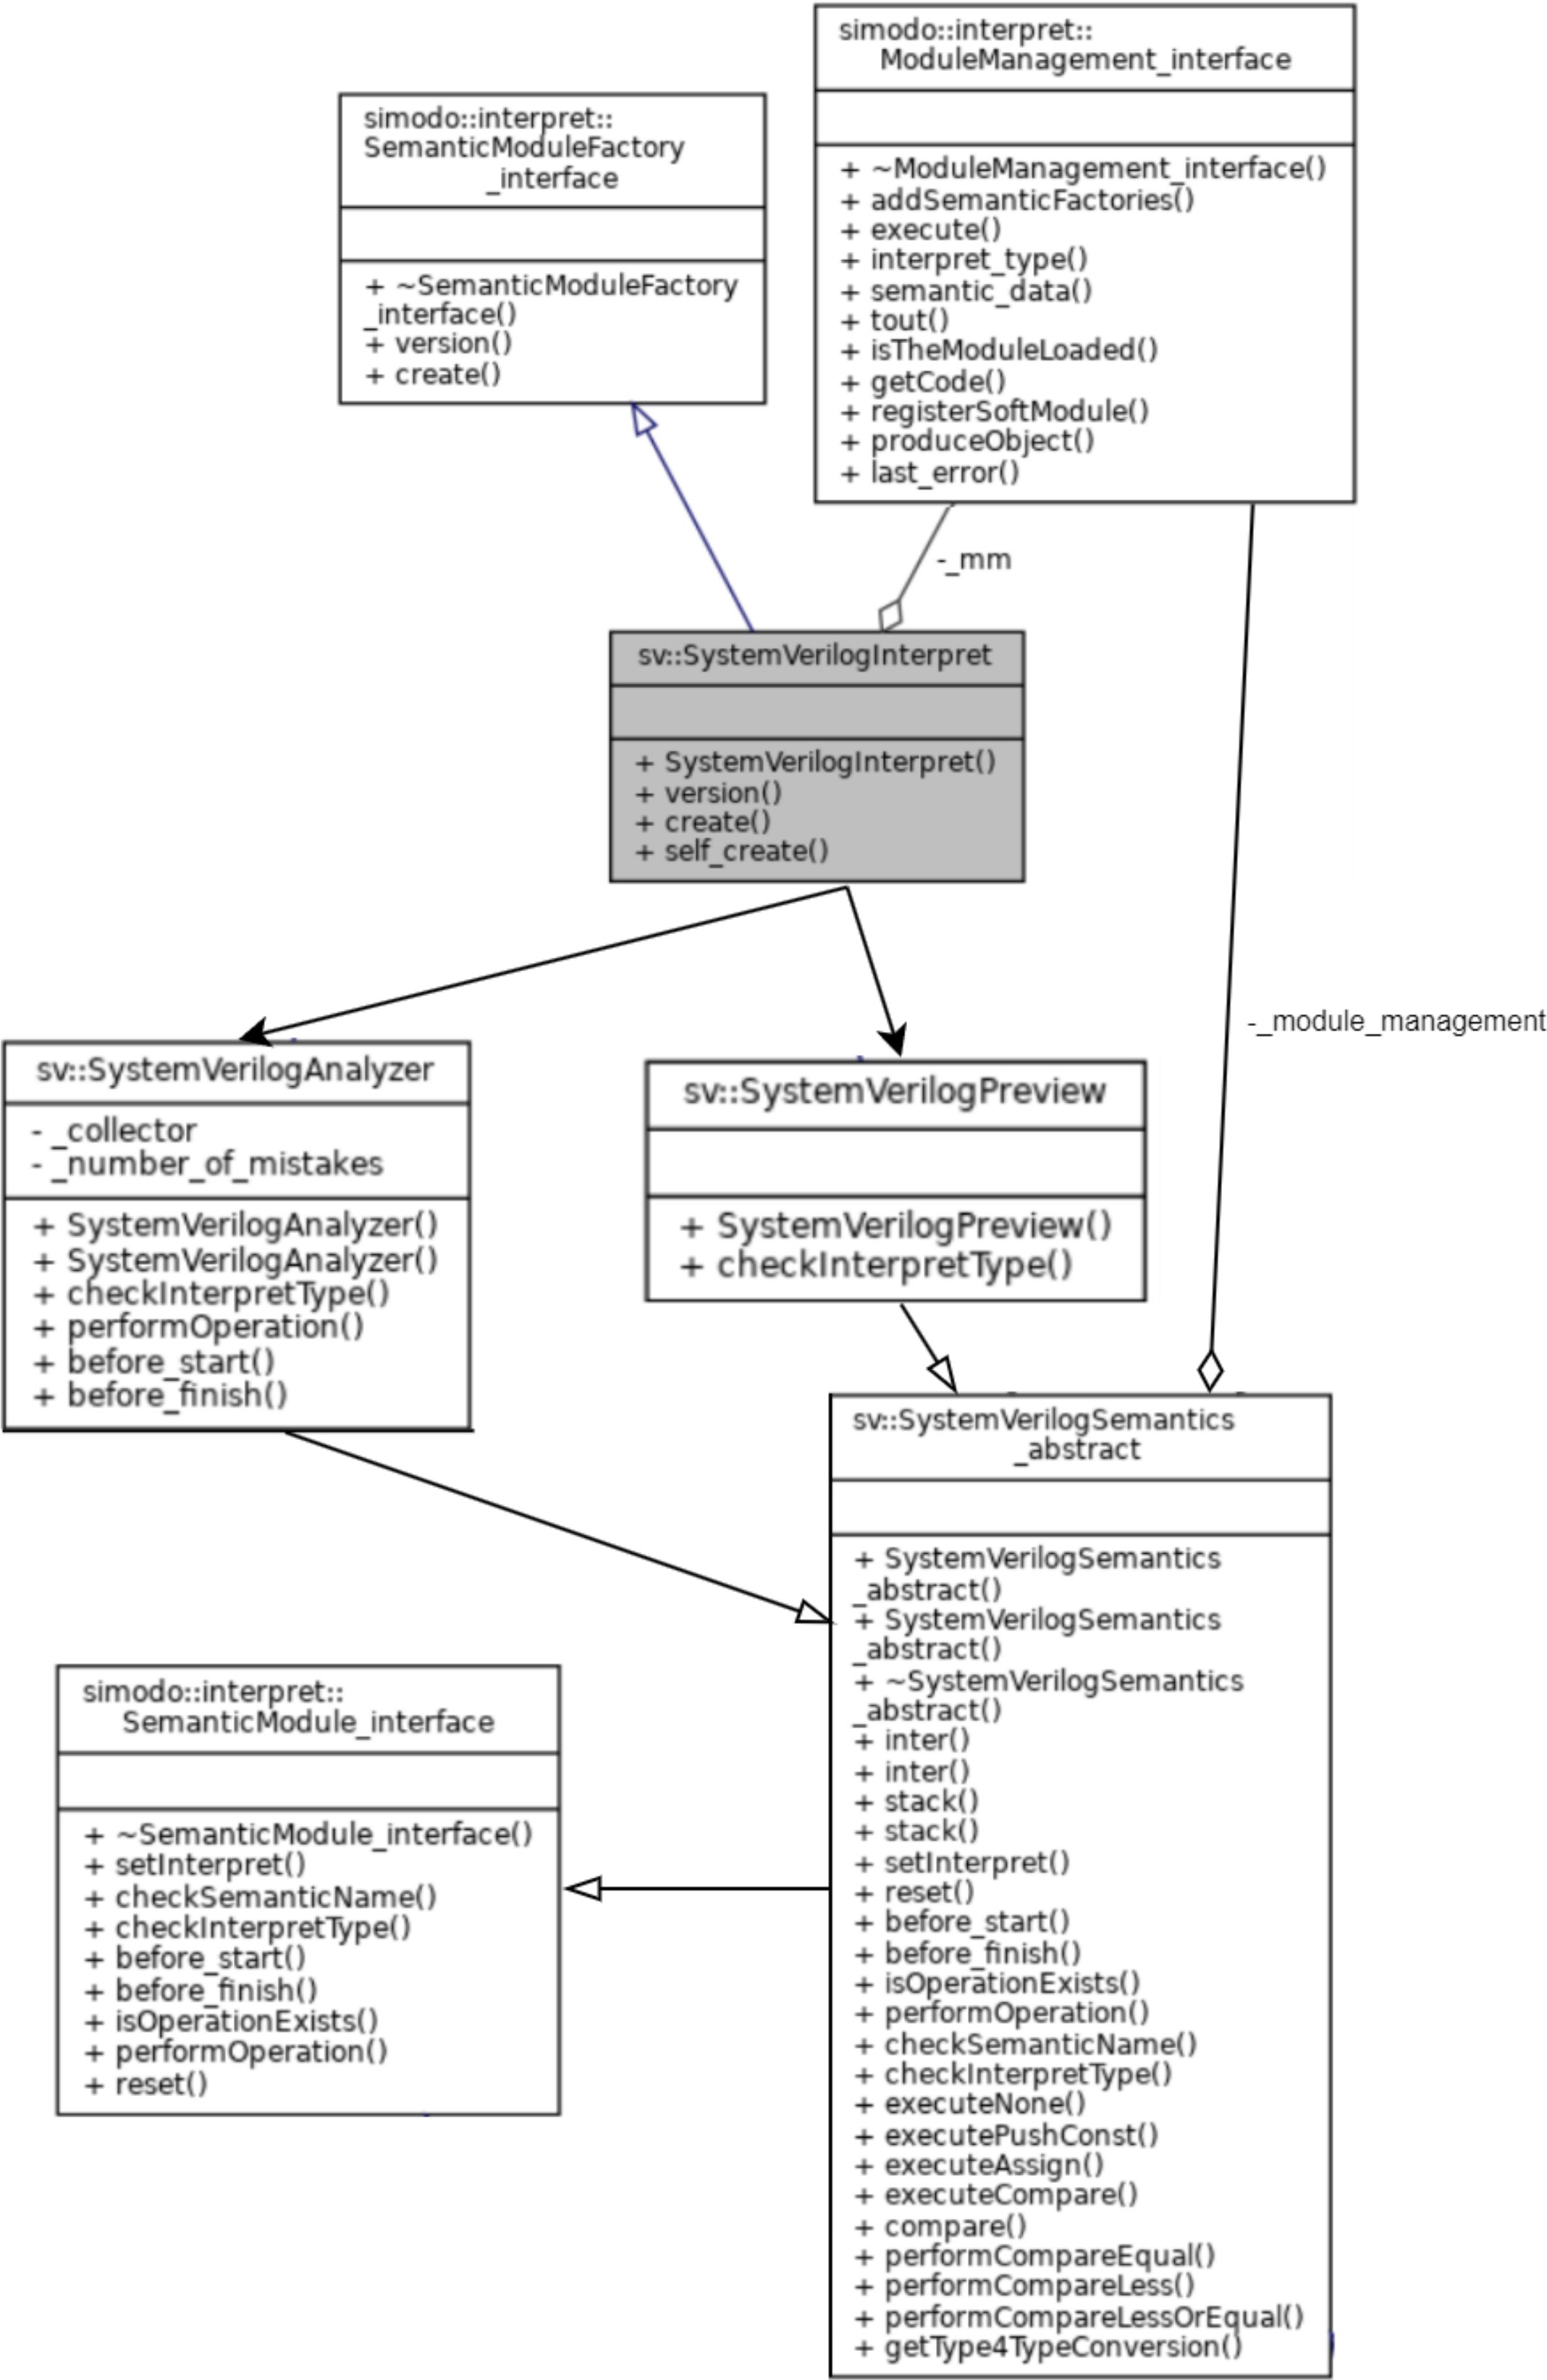 simodo::interpret::
ModuleManagement_interface
+ ~ModuleManagement_interface()
+ addSemanticFactories()
+ execute()
+ interpret_type()
+ semantic_data()
+ tout()
+ isTheModuleLoaded()
+ getCode()
+ registerSoftModule()
+ produceObject()
+ last_error()
simodo::interpret::
SemanticModuleFactory
_interface
+ ~SemanticModuleFactory
_interface()
+ version()
+ create()
-_mm
sv::SystemVerilogInterpret
+ SystemVerilogInterpret()
+ version()
+ create()
+ self_create()
-_module_management
sv::SystemVerilogAnalyzer
- _collector
- _number_of_mistakes
+ SystemVerilogAnalyzer()
+ SystemVerilogAnalyzer()
+ checkInterpretType()
+ performOperation()
+ before_start()
+ before_finish()
sv::SystemVerilogPreview
+ SystemVerilogPreview()
+ checkInterpretType()
sv::SystemVerilogSemantics
_abstract
+ SystemVerilogSemantics
_abstract()
+ SystemVerilogSemantics
_abstract()
+ ~SystemVerilogSemantics
_abstract()
+ inter()
+ inter()
+ stack()
+ stack()
+ setInterpret()
+ reset()
+ before_start()
+ before_finish()
+ isOperationExists()
+ performOperation()
+ checkSemanticName()
+ checkInterpretType()
+ executeNone()
+ executePushConst()
+ executeAssign()
+ executeCompare()
+ compare()
+ performCompareEqual()
+ performCompareLess()
+ performCompareLessOrEqual()
+ getType4TypeConversion()
simodo::interpret::
SemanticModule_interface
+ ~SemanticModule_interface()
+ setInterpret()
+ checkSemanticName()
+ checkInterpretType()
+ before_start()
+ before_finish()
+ isOperationExists()
+ performOperation()
+ reset()